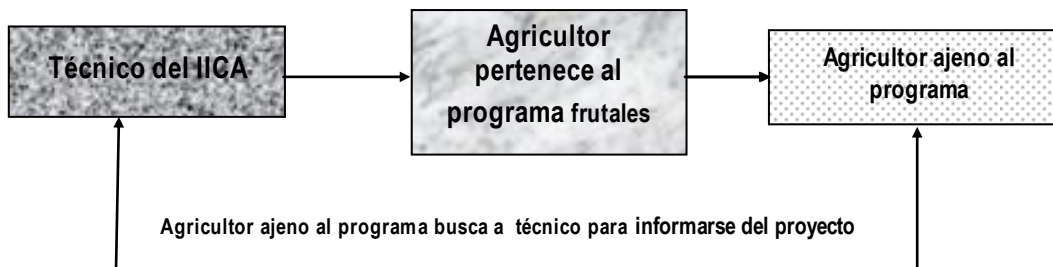 Técnico del IICA
Agricultor
pertenece al
programa frutales
Agricultor ajeno al
programa
Agricultor ajeno al programa busca a técnico para informarse del proyecto